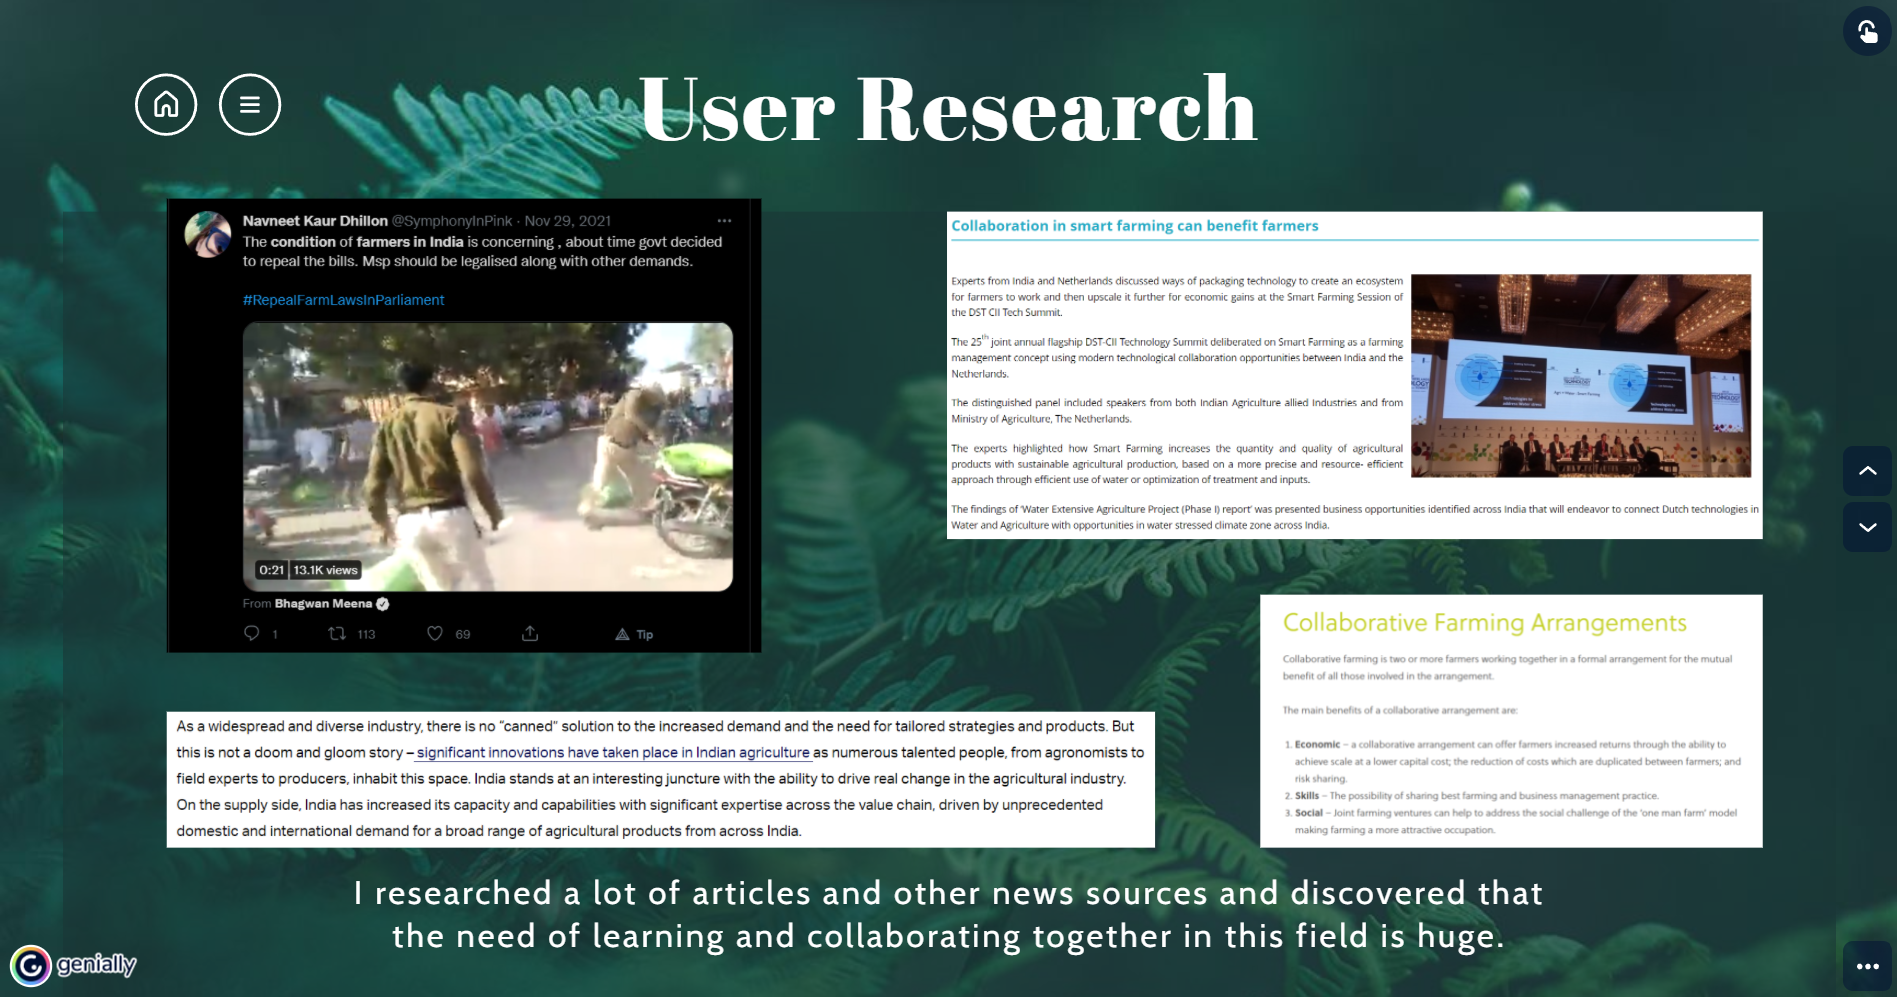 User Research
Navneet Kaur Dhillon @SymphonyInPink · Nov 29, 2021
The condition of farmers in India is concerning , about time govt decided
to repeal the bills. Msp should be legalised along with other demands.
#RepealFarmLawsInParliament
0:21 13.1K views
From Bhagwan Meena
1 113 69 Tip
Collaboration in smart farming can benefit farmers
Experts from India and Netherlands discussed ways of packaging technology to create an ecosystem
for farmers to work and then upscale it further for economic gains at the Smart Farming Session of
the DST CII Tech Summit.
The 25th joint annual flagship DST-CII Technology Summit deliberated on Smart Farming as a farming
management concept using modern technological collaboration opportunities between India and the
Netherlands.
The distinguished panel included speakers from both Indian Agriculture allied Industries and from
Ministry of Agriculture, The Netherlands.
The experts highlighted how Smart Farming increases the quantity and quality of agricultural
products with sustainable agricultural production, based on a more precise and resource- efficient
approach through efficient use of water or optimization of treatment and inputs.
The findings of 'Water Extensive Agriculture Project (Phase I) report' was presented business opportunities identified across India that will endeavor to connect Dutch technologies in
Water and Agriculture with opportunities in water stressed climate zone across India.
As a widespread and diverse industry, there is no "canned" solution to the increased demand and the need for tailored strategies and products. But
this is not a doom and gloom story – significant innovations have taken place in Indian agriculture as numerous talented people, from agronomists to
field experts to producers, inhabit this space. India stands at an interesting juncture with the ability to drive real change in the agricultural industry.
On the supply side, India has increased its capacity and capabilities with significant expertise across the value chain, driven by unprecedented
domestic and international demand for a broad range of agricultural products from across India.
Collaborative Farming Arrangements
Collaborative farming is two or more farmers working together in a formal arrangement for the mutual
benefit of all those involved in the arrangement.
The main benefits of a collaborative arrangement are:
1. Economic – a collaborative arrangement can offer farmers increased returns through the ability to
achieve scale at a lower capital cost; the reduction of costs which are duplicated between farmers; and
risk sharing.
2. Skills – The possibility of sharing best farming and business management practice.
3. Social – Joint farming ventures can help to address the social challenge of the 'one man farm' model
making farming a more attractive occupation.
I researched a lot of articles and other news sources and discovered that
the need of learning and collaborating together in this field is huge.
genially